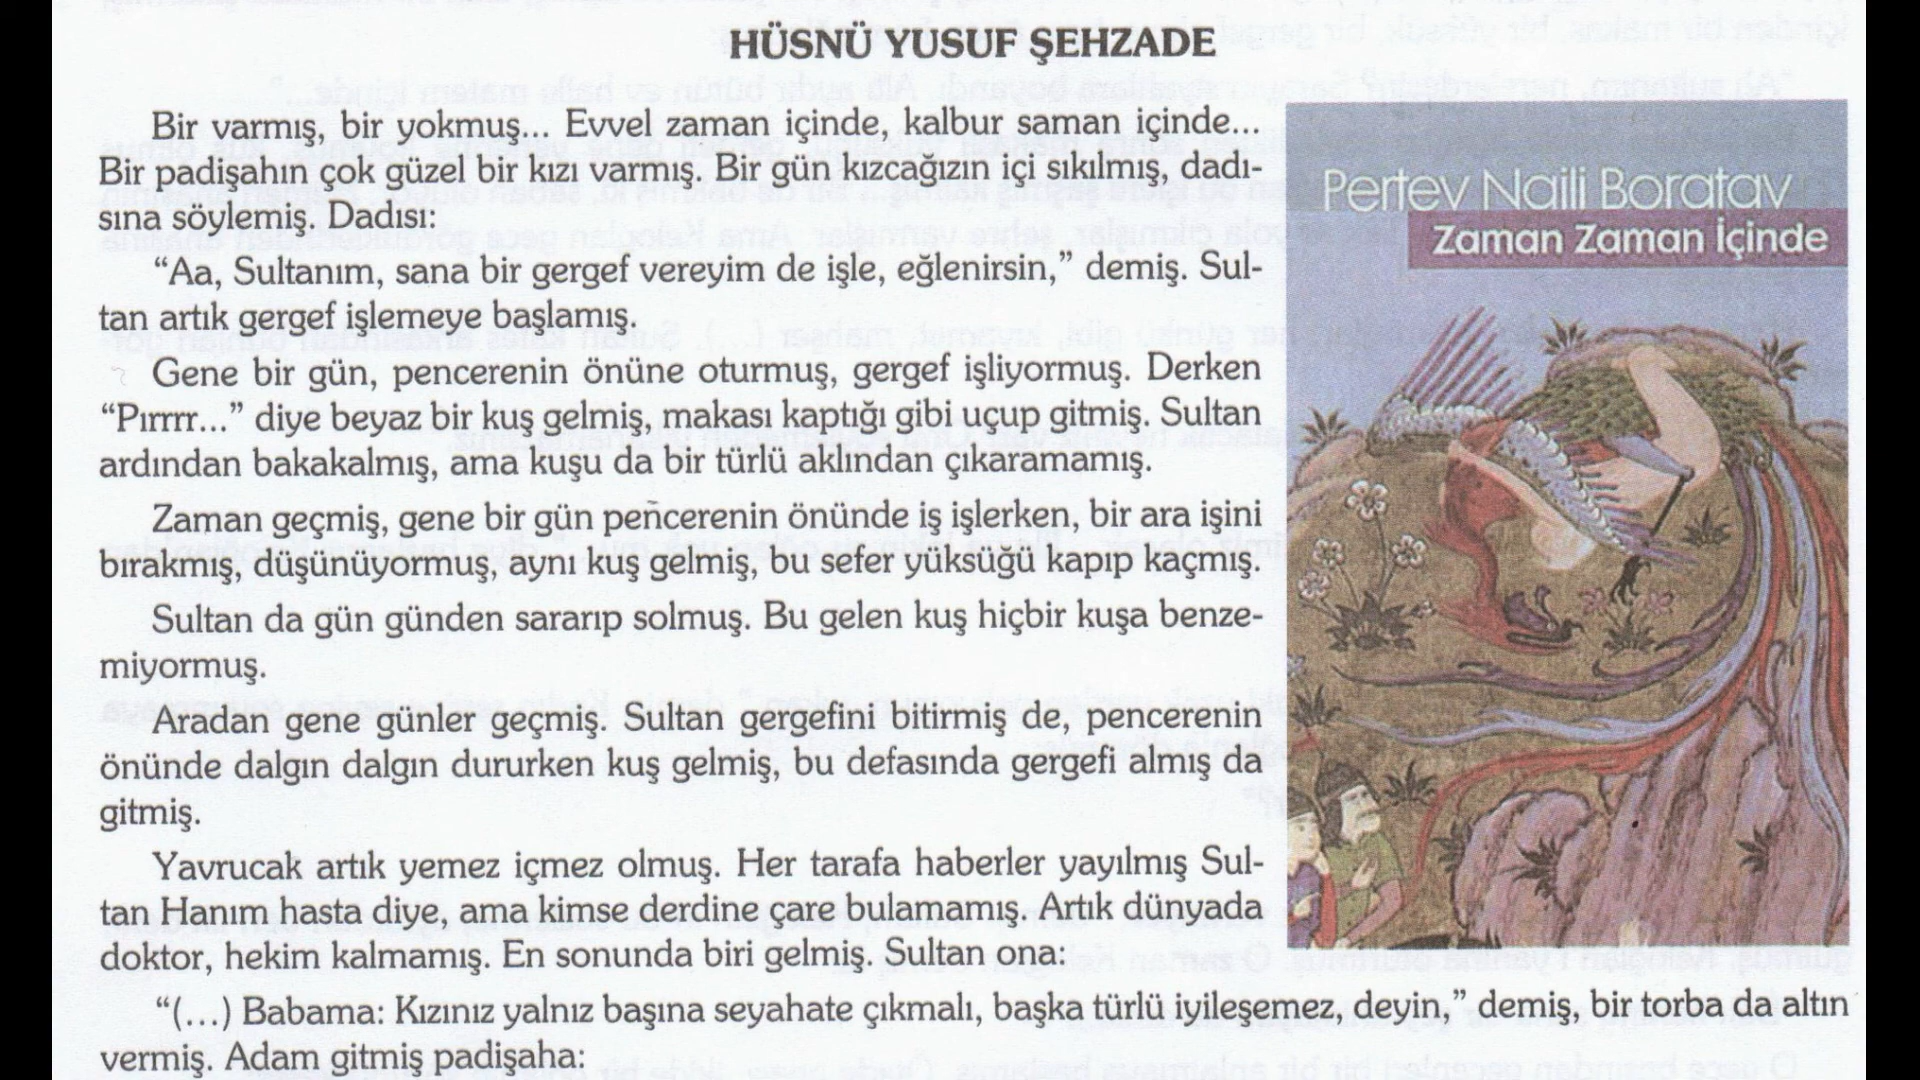 HÜSNÜ YUSUF ŞEHZADE
Bir varmış, bir yokmuş... Evvel zaman içinde, kalbur saman içinde...
Bir padişahın çok güzel bir kızı varmış. Bir gün kızcağızın içi sıkılmış, dadı-
sına söylemiş. Dadısı:
“Aa, Sultanım, sana bir gergef vereyim de işle, eğlenirsin,” demiş. Sul-
tan artık gergef işlemeye başlamış.
Gene bir gün, pencerenin önüne oturmuş, gergef işliyormuş. Derken
“Pırrrr...” diye beyaz bir kuş gelmiş, makası kaptığı gibi uçup gitmiş. Sultan
ardından bakakalmış, ama kuşu da bir türlü aklından çıkaramamış.
Zaman geçmiş, gene bir gün pencerenin önünde iş işlerken, bir ara işini
bırakmış, düşünüyormuş, aynı kuş gelmiş, bu sefer yüksüğü kapıp kaçmış.
Sultan da gün günden sararıp solmuş. Bu gelen kuş hiçbir kuşa benze-
miyormuş.
Aradan gene günler geçmiş. Sultan gergefini bitirmiş de, pencerenin
önünde dalgın dalgın dururken kuş gelmiş, bu defasında gergefi almış da
gitmiş.
Yavrucak artık yemez içmez olmuş. Her tarafa haberler yayılmış Sul-
tan Hanım hasta diye, ama kimse derdine çare bulamamış. Artık dünyada
doktor, hekim kalmamış. En sonunda biri gelmiş. Sultan ona:
“(...) Babama: Kızınız yalnız başına seyahate çıkmalı, başka türlü iyileşemez, deyin,” demiş, bir torba da altın
vermiş. Adam gitmiş padişaha:
Pertev Naili Boratav
Zaman Zaman İçinde